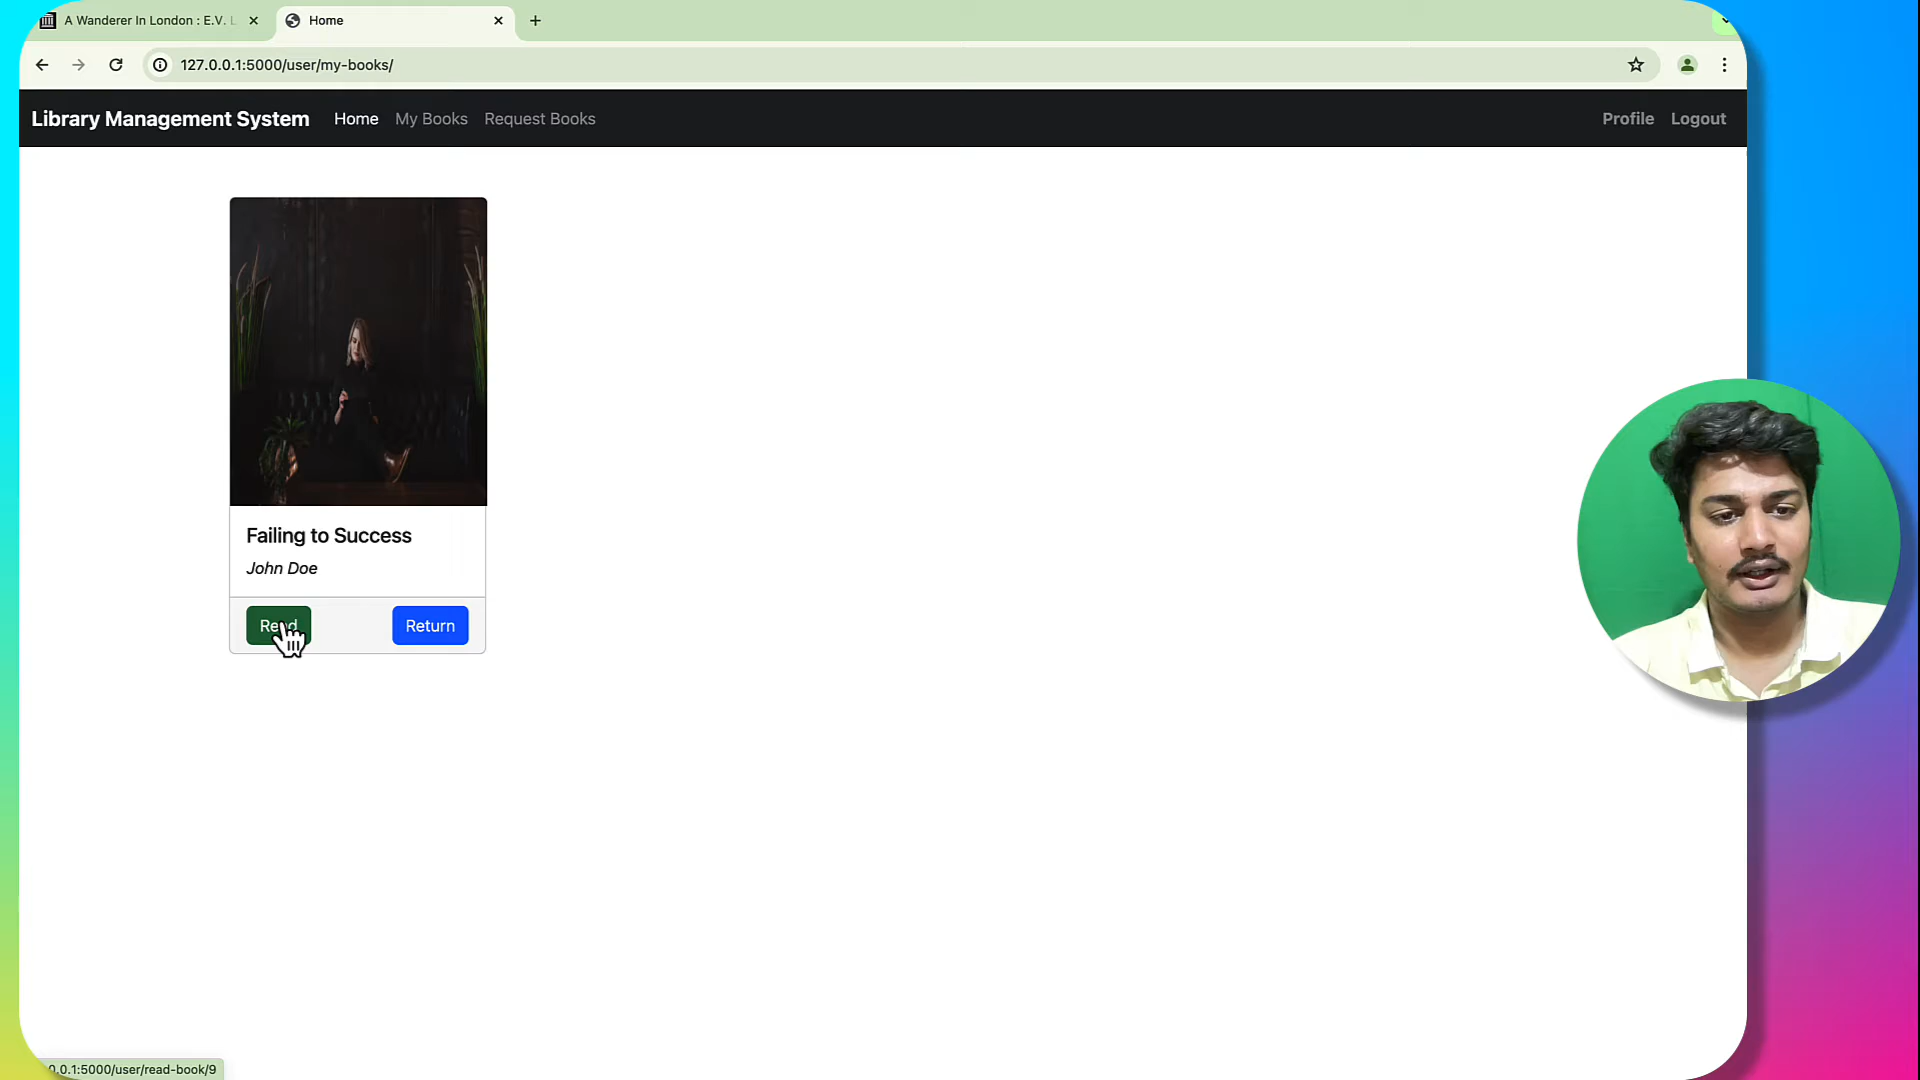 A Wanderer In London : E.V. L
Home
127.0.0.1:5000/user/my-books/
Library Management System Home My Books Request Books Profile Logout
Failing to Success
John Doe
Read Return
0.0.1:5000/user/read-book/9